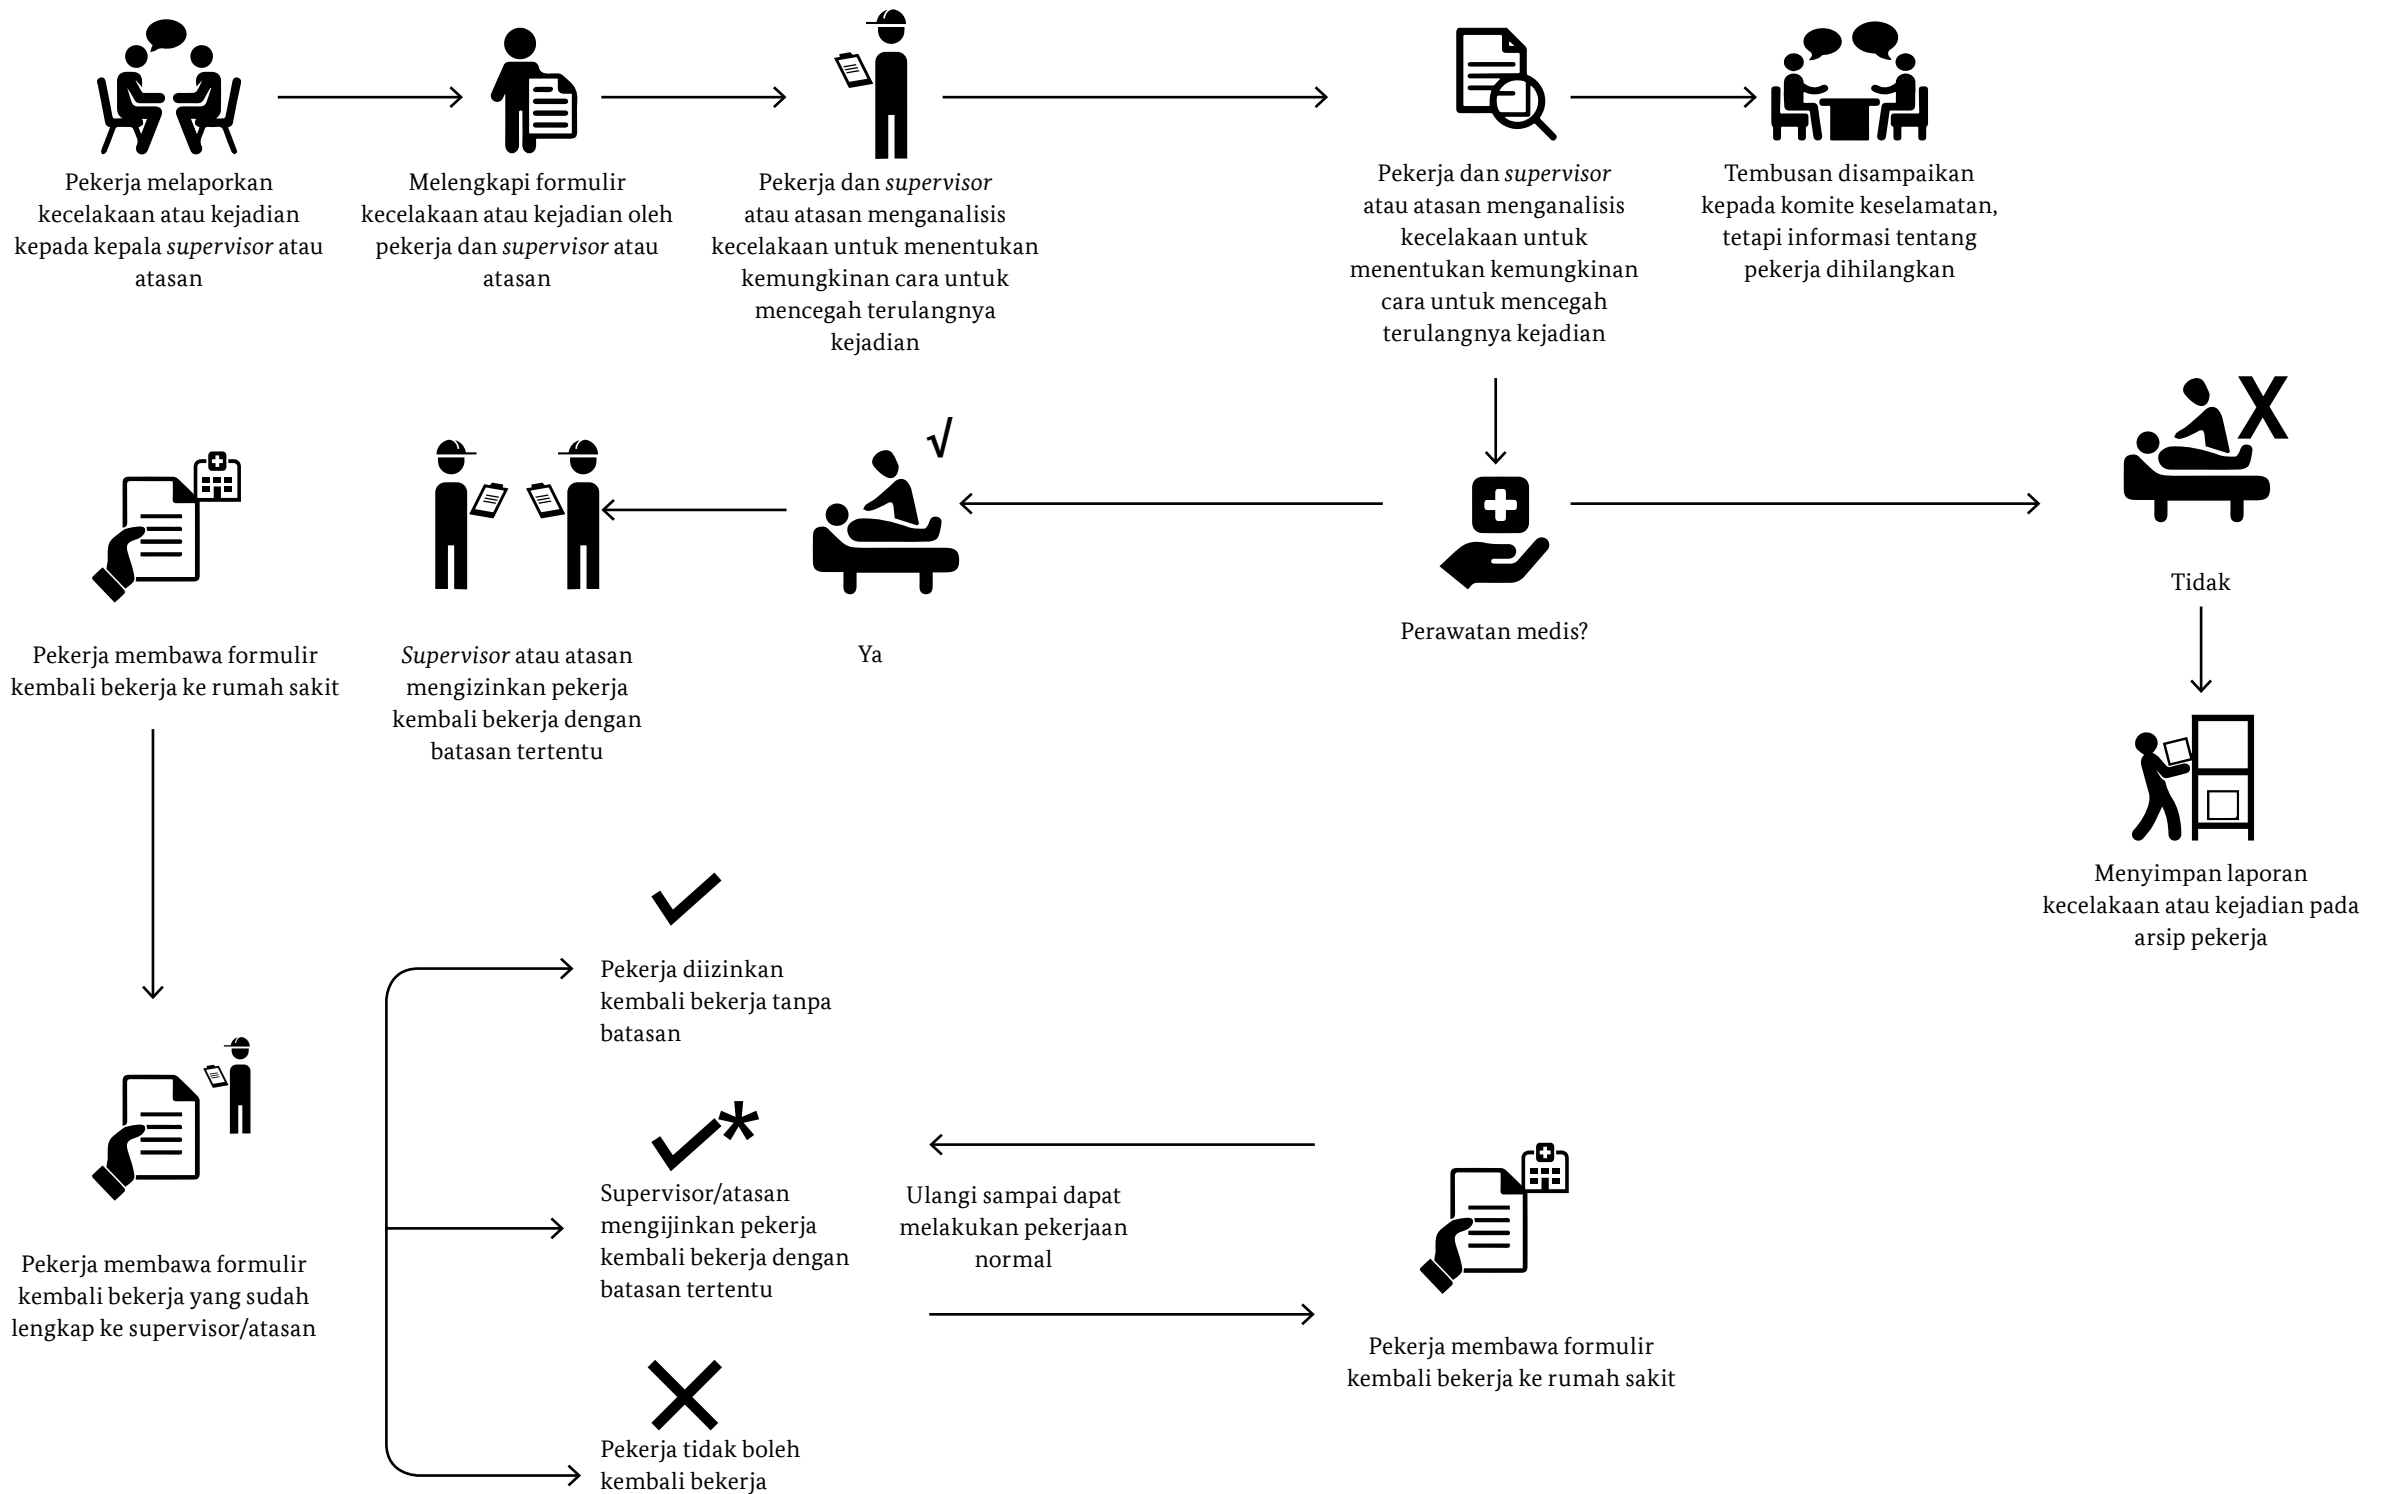 Pekerja melaporkan
kecelakaan atau kejadian
kepada kepala supervisor atau
atasan
Melengkapi formulir
kecelakaan atau kejadian oleh
pekerja dan supervisor atau
atasan
Pekerja dan supervisor
atau atasan menganalisis
kecelakaan untuk menentukan
kemungkinan cara untuk
mencegah terulangnya
kejadian
Pekerja dan supervisor
atau atasan menganalisis
kecelakaan untuk
menentukan kemungkinan
cara untuk mencegah
terulangnya kejadian
Tembusan disampaikan
kepada komite keselamatan,
tetapi informasi tentang
pekerja dihilangkan
Perawatan medis?
Tidak
Menyimpan laporan
kecelakaan atau kejadian pada
arsip pekerja
Ya
Supervisor atau atasan
mengizinkan pekerja
kembali bekerja dengan
batasan tertentu
Pekerja membawa formulir
kembali bekerja ke rumah sakit
Pekerja membawa formulir
kembali bekerja yang sudah
lengkap ke supervisor/atasan
Pekerja diizinkan
kembali bekerja tanpa
batasan
Supervisor/atasan
mengijinkan pekerja
kembali bekerja dengan
batasan tertentu
Ulangi sampai dapat
melakukan pekerjaan
normal
Pekerja membawa formulir
kembali bekerja ke rumah sakit
Pekerja tidak boleh
kembali bekerja